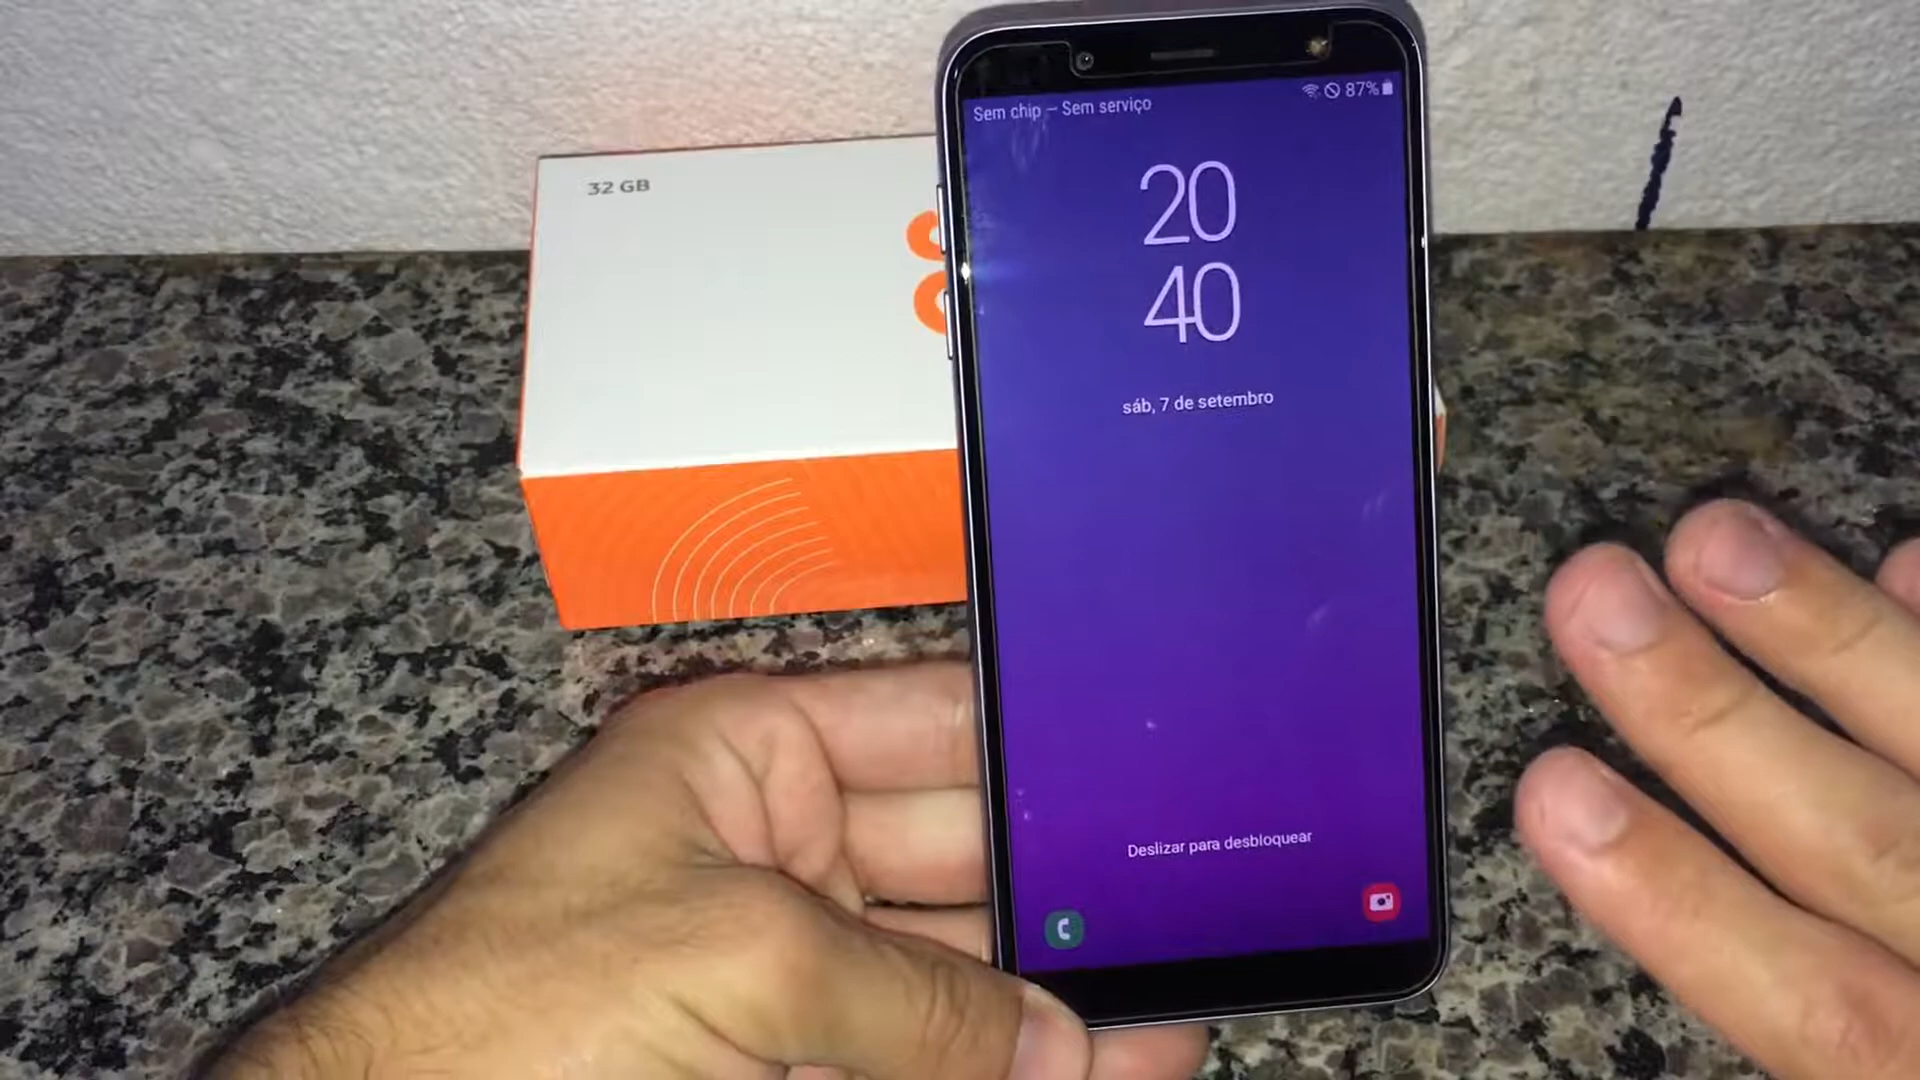 32 GB
Sem chip – Sem serviço
87%
20
40
sáb, 7 de setembro
Deslizar para desbloquear